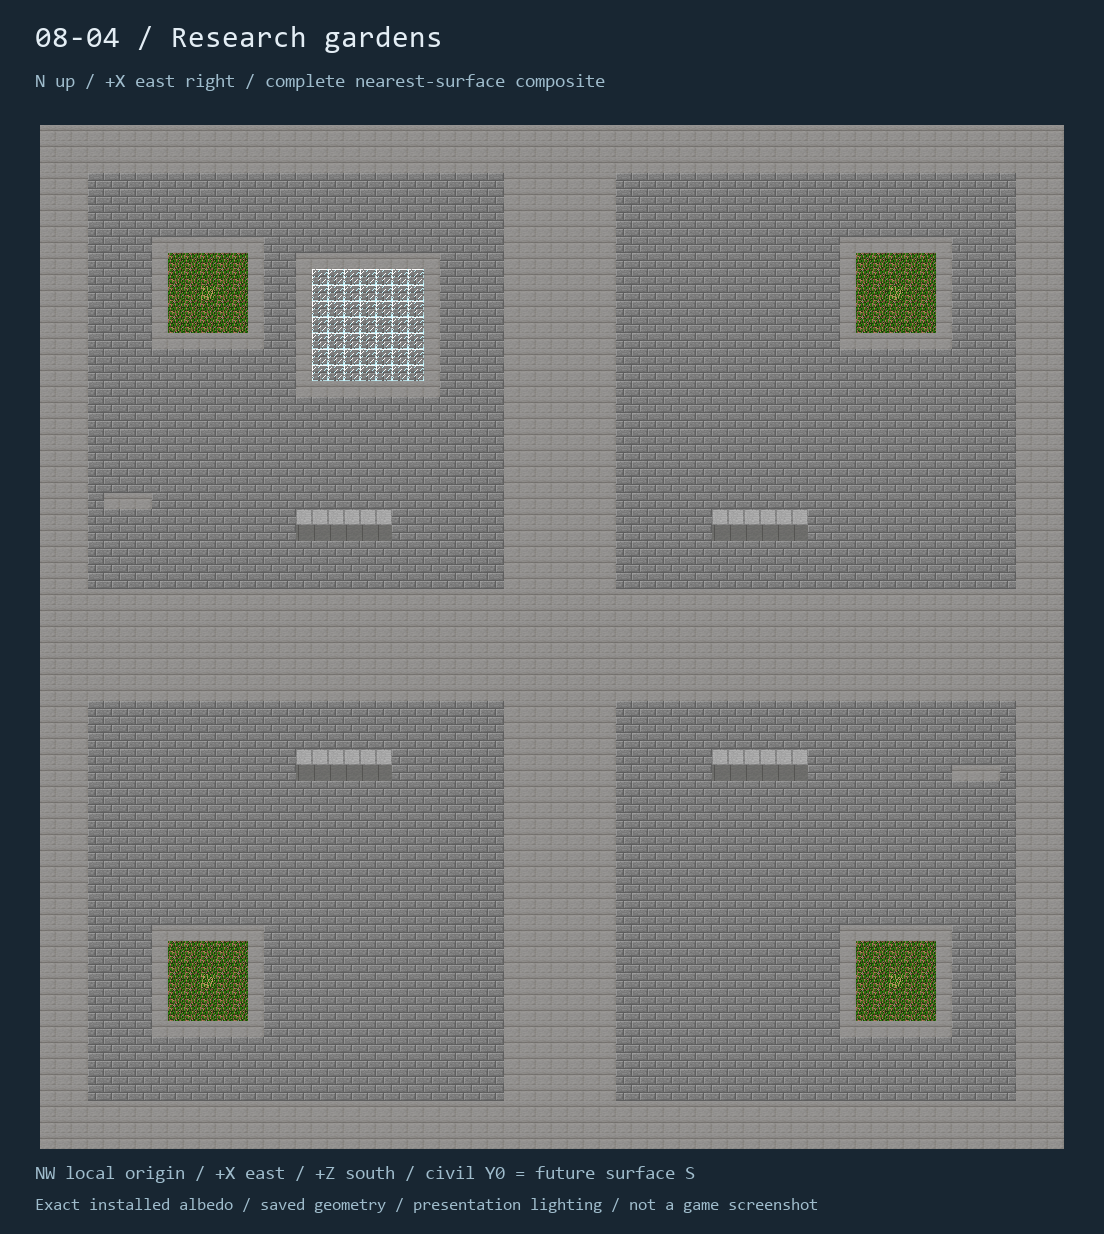 08-04 / Research gardens
N up / +X east right / complete nearest-surface composite
NW local origin / +X east / +Z south / civil Y0 = future surface S
Exact installed albedo / saved geometry / presentation lighting / not a game screenshot